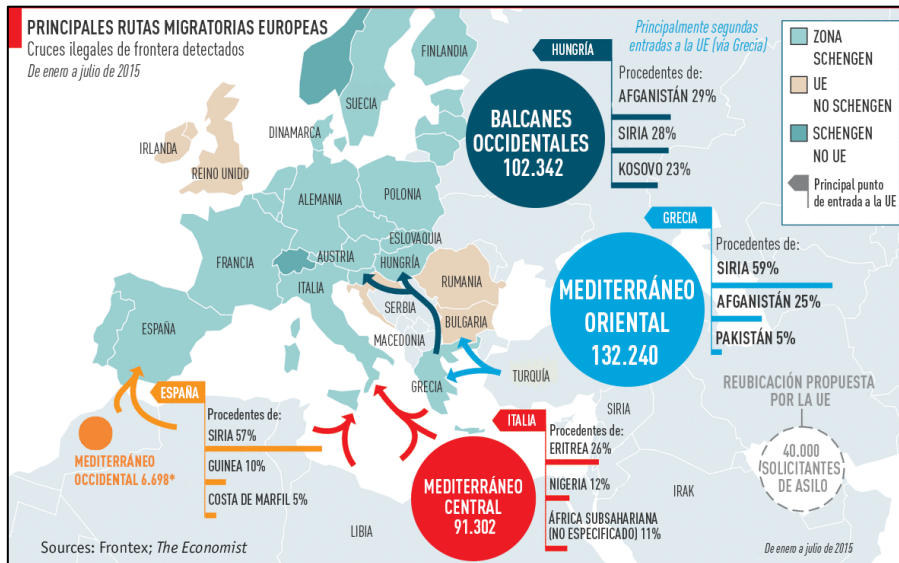 PRINCIPALES RUTAS MIGRATORIAS EUROPEAS
Cruces ilegales de frontera detectados
De enero a julio de 2015
Principalmente segundas
entradas a la UE (vía Grecia)
HUNGRÍA
Procedentes de:
AFGANISTÁN 29%
SIRIA 28%
KOSOVO 23%
BALCANES
OCCIDENTALES
102.342
ZONA
SCHENGEN
UE
NO SCHENGEN
SCHENGEN
NO UE
Principal punto
de entrada a la UE
GRECIA
Procedentes de:
SIRIA 59%
AFGANISTÁN 25%
PAKISTÁN 5%
MEDITERRÁNEO
ORIENTAL
132.240
FINLANDIA
SUECIA
DINAMARCA
IRLANDA
REINO UNIDO
ALEMANIA
POLONIA
ESLOVAQUIA
AUSTRIA
HUNGRÍA
FRANCIA
ITALIA
RUMANIA
SERBIA
ESPAÑA
BULGARIA
MACEDONIA
GRECIA
TURQUÍA
SIRIA
IRAK
LIBIA
ESPAÑA
Procedentes de:
SIRIA 57%
GUINEA 10%
COSTA DE MARFIL 5%
MEDITERRÁNEO
OCCIDENTAL 6.698*
ITALIA
Procedentes de:
ERITREA 26%
NIGERIA 12%
ÁFRICA SUBSAHARIANA
(NO ESPECIFICADO) 11%
MEDITERRÁNEO
CENTRAL
91.302
REUBICACIÓN PROPUESTA
POR LA UE
40.000
SOLICITANTES
DE ASILO
De enero a julio de 2015
Sources: Frontex; The Economist